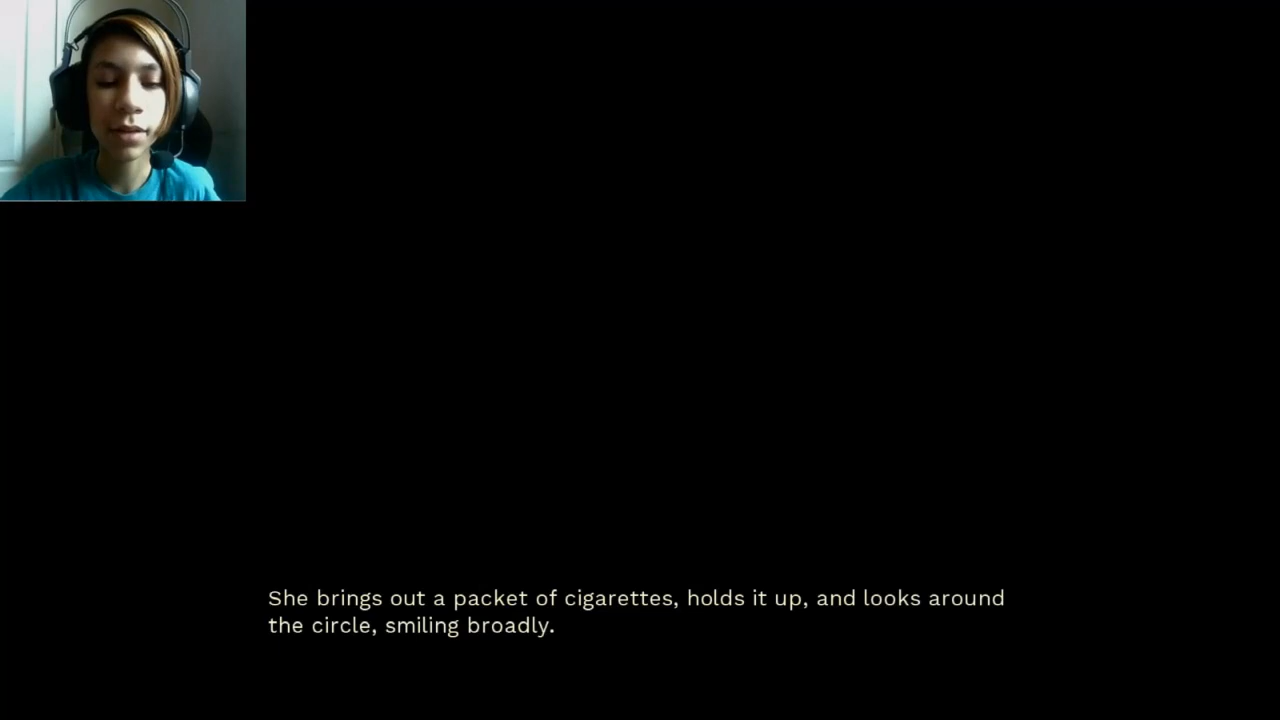 She brings out a packet of cigarettes, holds it up, and looks around
the circle, smiling broadly.